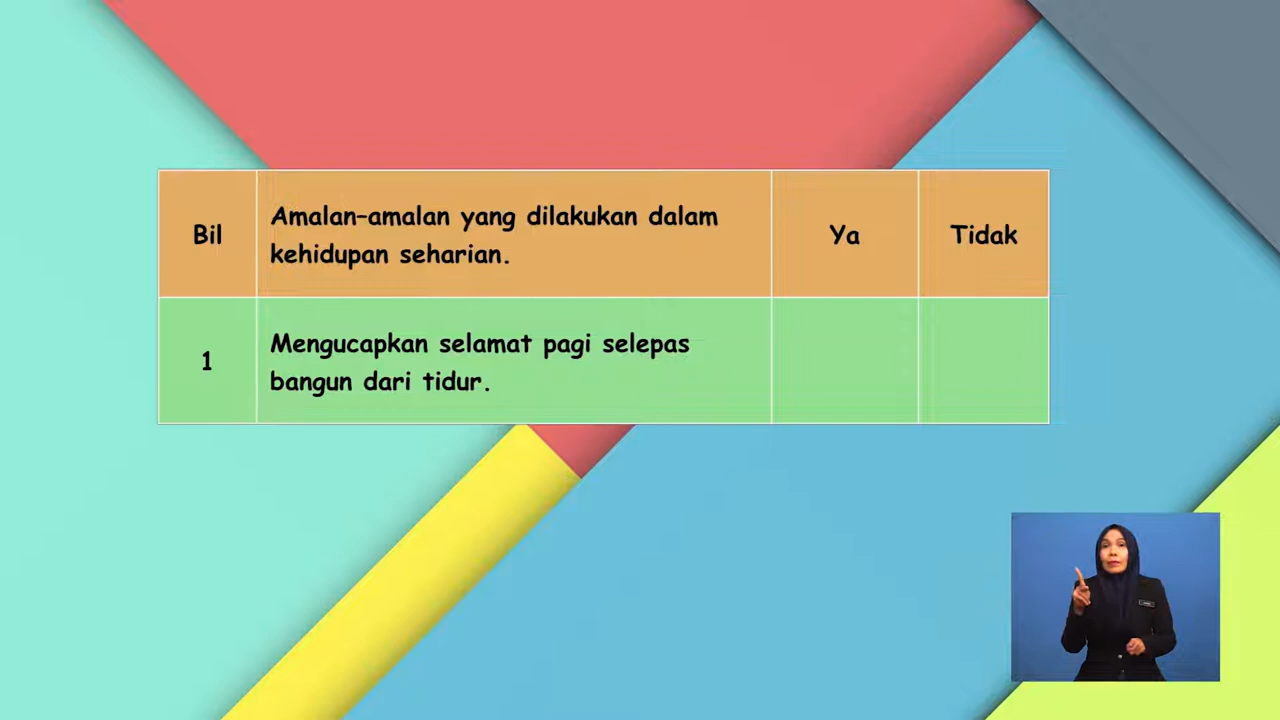 Bil
Amalan-amalan yang dilakukan dalam
kehidupan seharian.
Ya
Tidak
1
Mengucapkan selamat pagi selepas
bangun dari tidur.